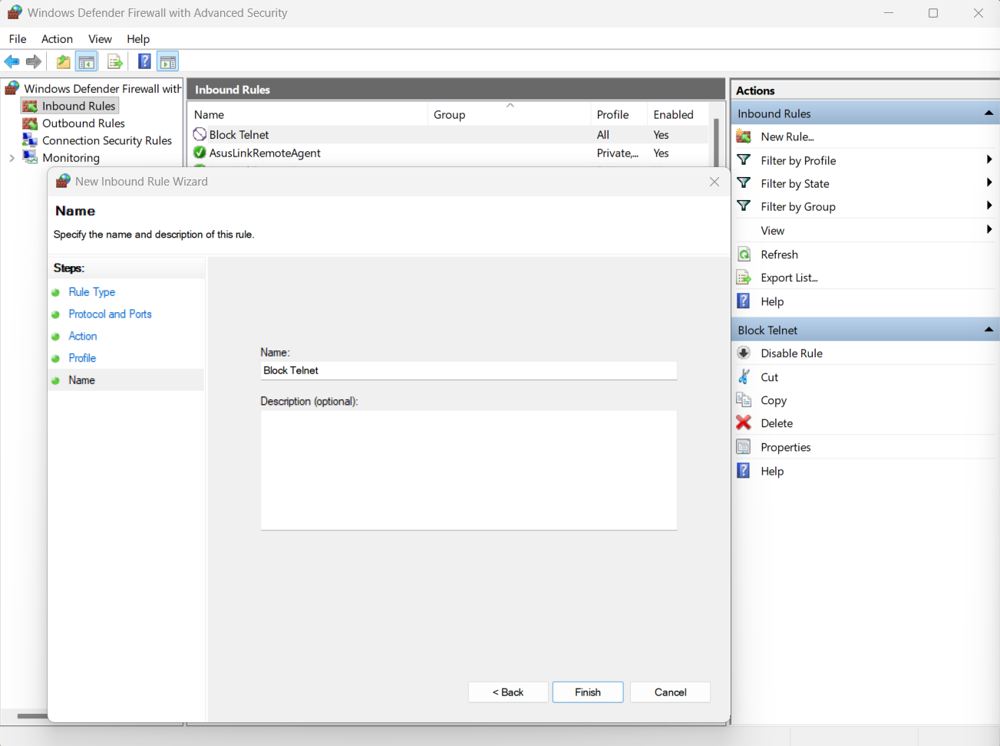 Windows Defender Firewall with Advanced Security
File Action View Help
Windows Defender Firewall with
Inbound Rules
Outbound Rules
Connection Security Rules
Monitoring
Inbound Rules
Name Group Profile Enabled
Block Telnet All Yes
AsusLinkRemoteAgent Private,... Yes
New Inbound Rule Wizard
Name
Specify the name and description of this rule.
Steps:
Rule Type
Protocol and Ports
Action
Profile
Name
Name:
Block Telnet
Description (optional):
< Back Finish Cancel
Actions
Inbound Rules
New Rule...
Filter by Profile
Filter by State
Filter by Group
View
Refresh
Export List...
Help
Block Telnet
Disable Rule
Cut
Copy
Delete
Properties
Help